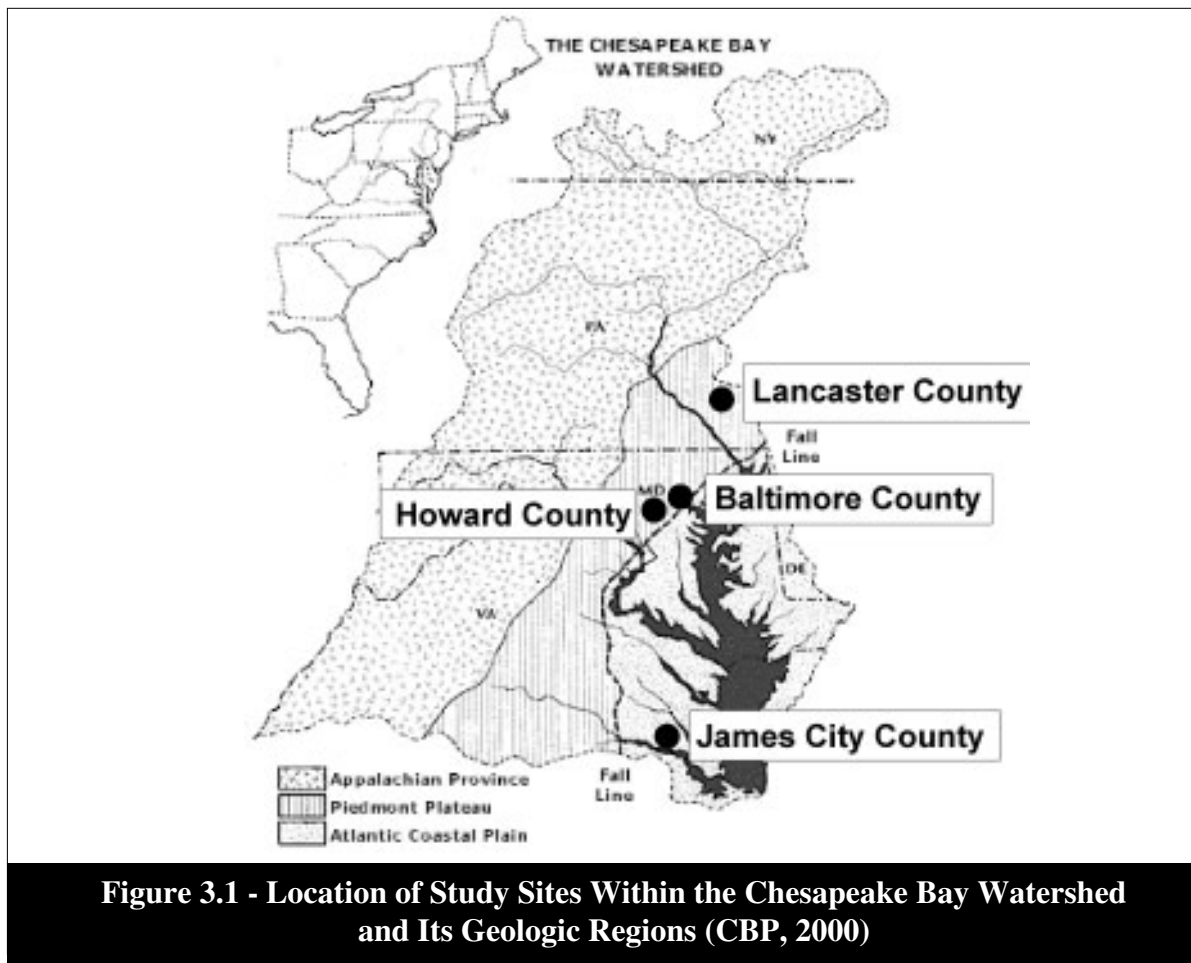 THE CHESAPEAKE BAY
WATERSHED
NY
PA
Lancaster County
Fall
Line
MD
Baltimore County
Howard County
DE
VA
James City County
Fall
Line
Appalachian Province
Piedmont Plateau
Atlantic Coastal Plain
Figure 3.1 - Location of Study Sites Within the Chesapeake Bay Watershed
and Its Geologic Regions (CBP, 2000)